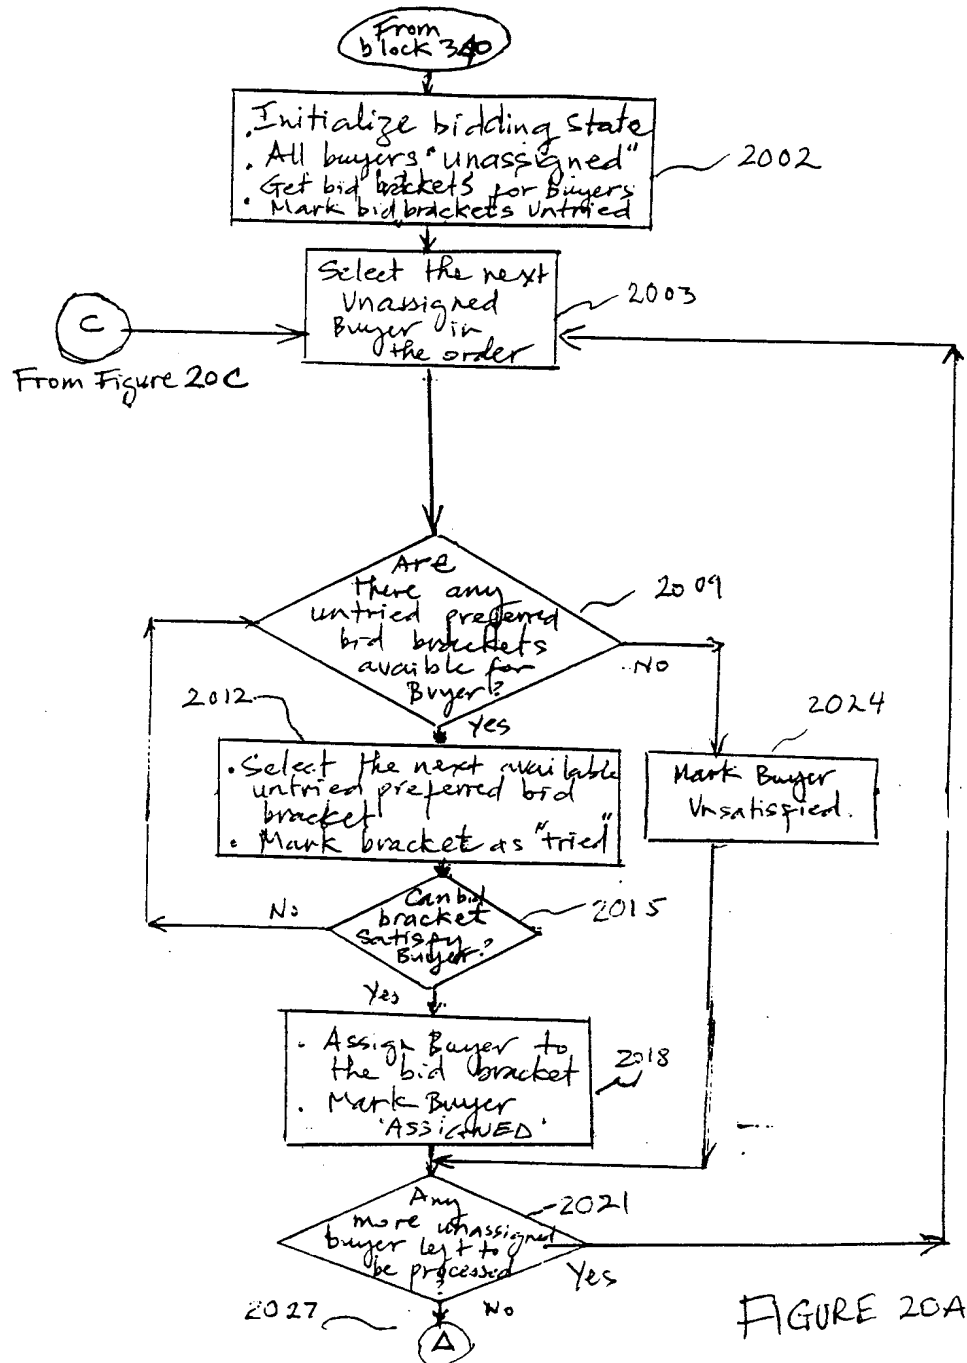 From
block 340
. Initialize bidding state
. All buyers "unassigned"
. Get bid brackets for Buyers
. Mark bid brackets untried
2002
Select the next
Unassigned
Buyer in
the order
2003
C
From Figure 20C
Are
there any
untried preferred
bid brackets
avaible for
Buyer?
2009
No
Yes
2012
. Select the next available
untried preferred bid
bracket
. Mark bracket as "tried"
2024
Mark Buyer
Unsatisfied.
Can bid
bracket
satisfy
Buyer?
2015
No
Yes
. Assign Buyer to
the bid bracket
. Mark Buyer
'ASSIGNED'
2018
Any
more unassigned
buyer left to
be processed
?
2021
Yes
No
2027
A
FIGURE 20A